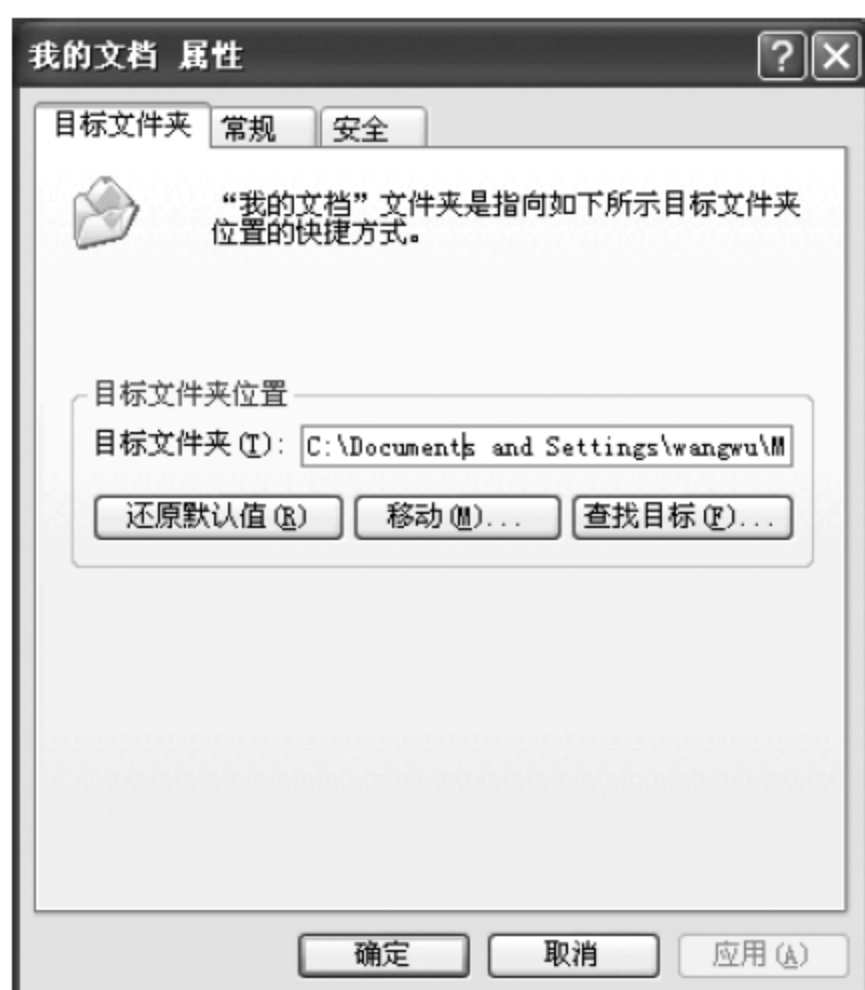 我的文档 属性
目标文件夹 常规 安全
“我的文档”文件夹是指向如下所示目标文件夹
位置的快捷方式。
目标文件夹位置
目标文件夹(T): C:\Documents and Settings\wangwu\M
还原默认值(R) 移动(M)... 查找目标(F)...
确定 取消 应用(A)